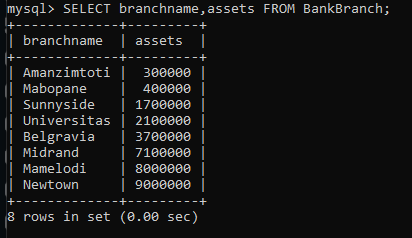 mysql> SELECT branchname,assets FROM BankBranch;
+-------------+---------+
| branchname  | assets  |
+-------------+---------+
| Amanzimtoti |  300000 |
| Mabopane    |  400000 |
| Sunnyside   | 1700000 |
| Universitas | 2100000 |
| Belgravia   | 3700000 |
| Midrand     | 7100000 |
| Mamelodi    | 8000000 |
| Newtown     | 9000000 |
+-------------+---------+
8 rows in set (0.00 sec)